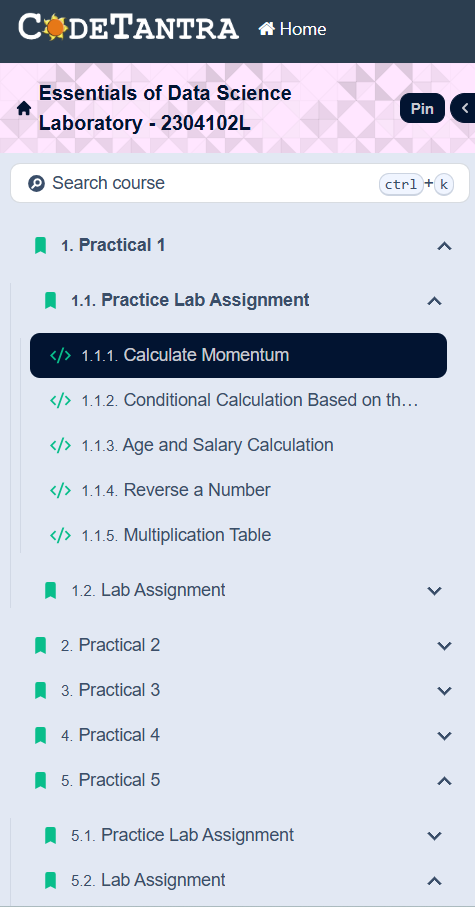 CODETANTRA
Home
Essentials of Data Science
Laboratory - 2304102L
Pin
Search course
ctrl + k
1. Practical 1
1.1. Practice Lab Assignment
</> 1.1.1. Calculate Momentum
</> 1.1.2. Conditional Calculation Based on th...
</> 1.1.3. Age and Salary Calculation
</> 1.1.4. Reverse a Number
</> 1.1.5. Multiplication Table
1.2. Lab Assignment
2. Practical 2
3. Practical 3
4. Practical 4
5. Practical 5
5.1. Practice Lab Assignment
5.2. Lab Assignment